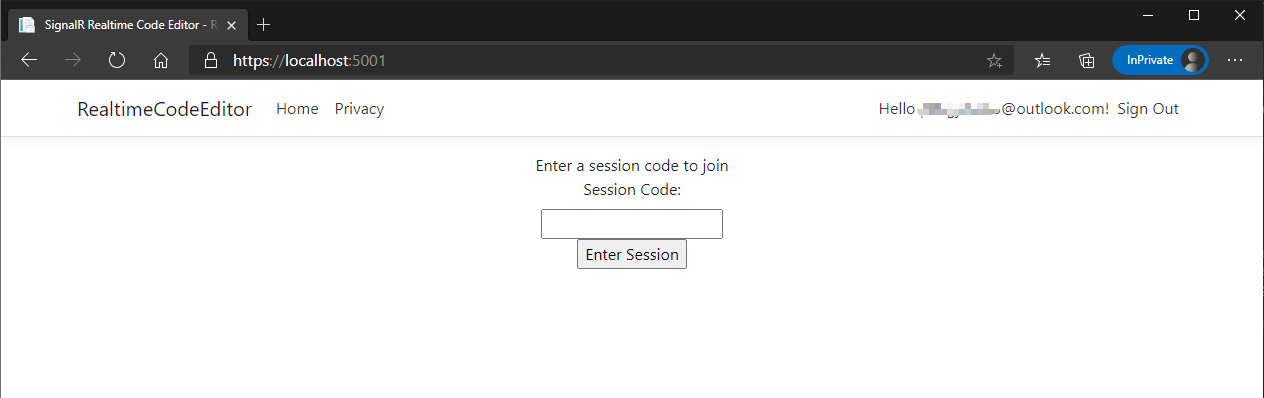 SignalR Realtime Code Editor - R
https://localhost:5001
InPrivate
RealtimeCodeEditor Home Privacy
Hello @outlook.com! Sign Out
Enter a session code to join
Session Code:
Enter Session